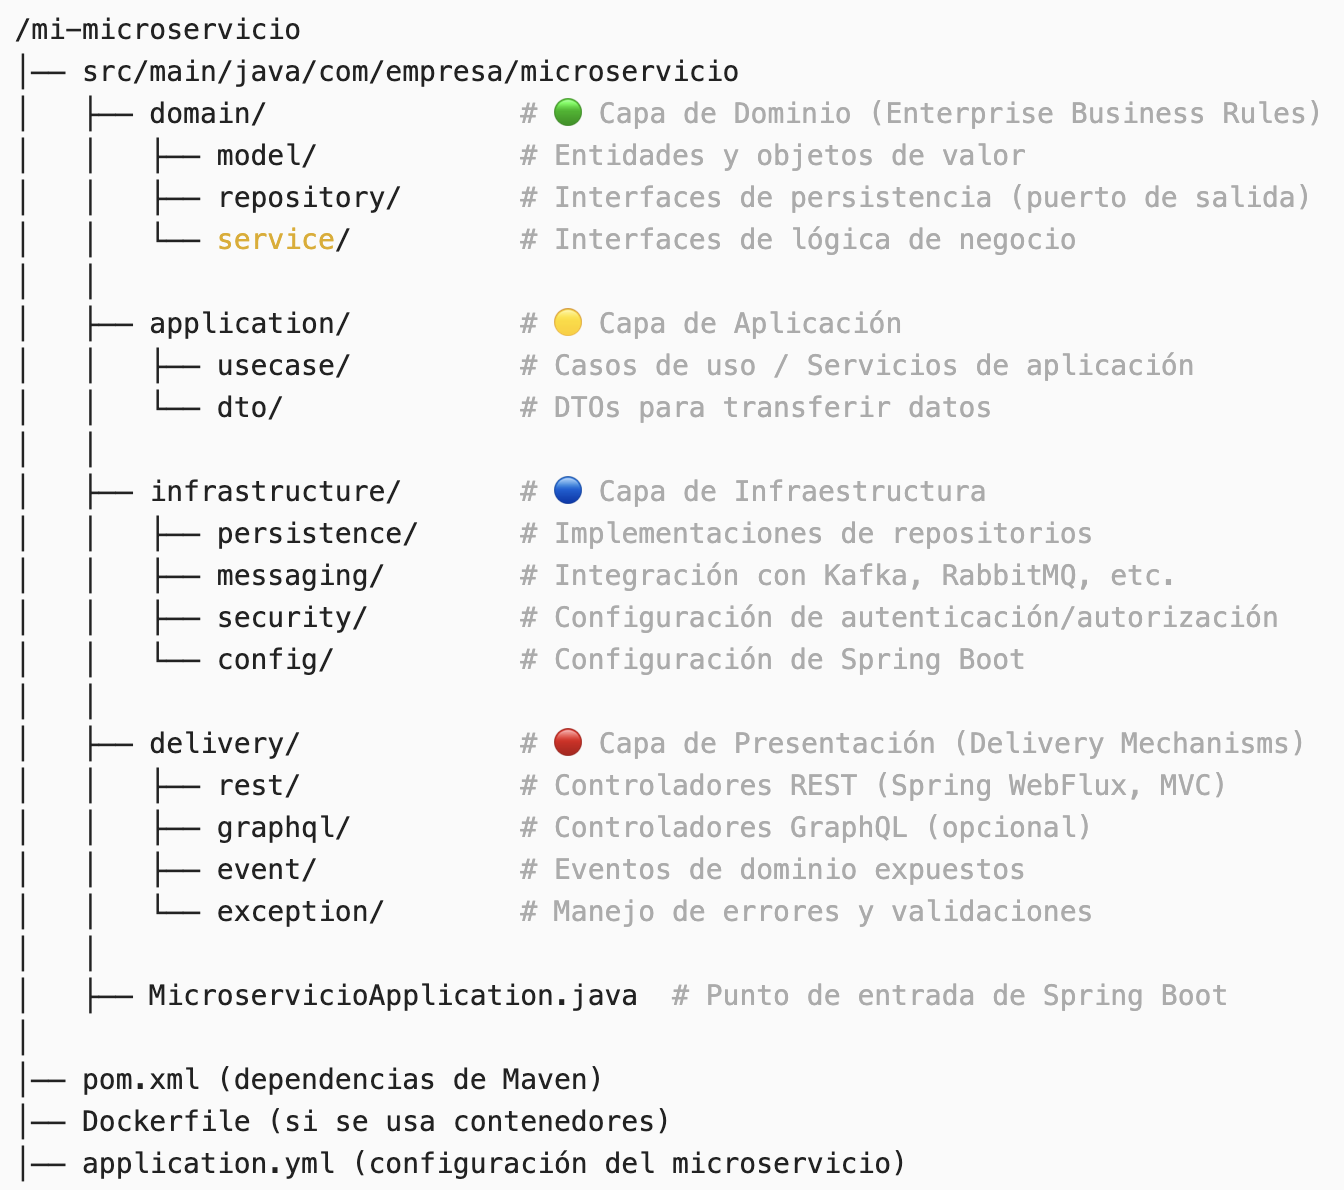 /mi-microservicio
│── src/main/java/com/empresa/microservicio
│   ├── domain/               # 🟢 Capa de Dominio (Enterprise Business Rules)
│   │   ├── model/            # Entidades y objetos de valor
│   │   ├── repository/       # Interfaces de persistencia (puerto de salida)
│   │   └── service/          # Interfaces de lógica de negocio
│   │
│   ├── application/          # 🟡 Capa de Aplicación
│   │   ├── usecase/          # Casos de uso / Servicios de aplicación
│   │   └── dto/              # DTOs para transferir datos
│   │
│   ├── infrastructure/       # 🔵 Capa de Infraestructura
│   │   ├── persistence/      # Implementaciones de repositorios
│   │   ├── messaging/        # Integración con Kafka, RabbitMQ, etc.
│   │   ├── security/         # Configuración de autenticación/autorización
│   │   └── config/           # Configuración de Spring Boot
│   │
│   ├── delivery/             # 🔴 Capa de Presentación (Delivery Mechanisms)
│   │   ├── rest/             # Controladores REST (Spring WebFlux, MVC)
│   │   ├── graphql/          # Controladores GraphQL (opcional)
│   │   ├── event/            # Eventos de dominio expuestos
│   │   └── exception/        # Manejo de errores y validaciones
│   │
│   ├── MicroservicioApplication.java  # Punto de entrada de Spring Boot
│
│── pom.xml (dependencias de Maven)
│── Dockerfile (si se usa contenedores)
│── application.yml (configuración del microservicio)